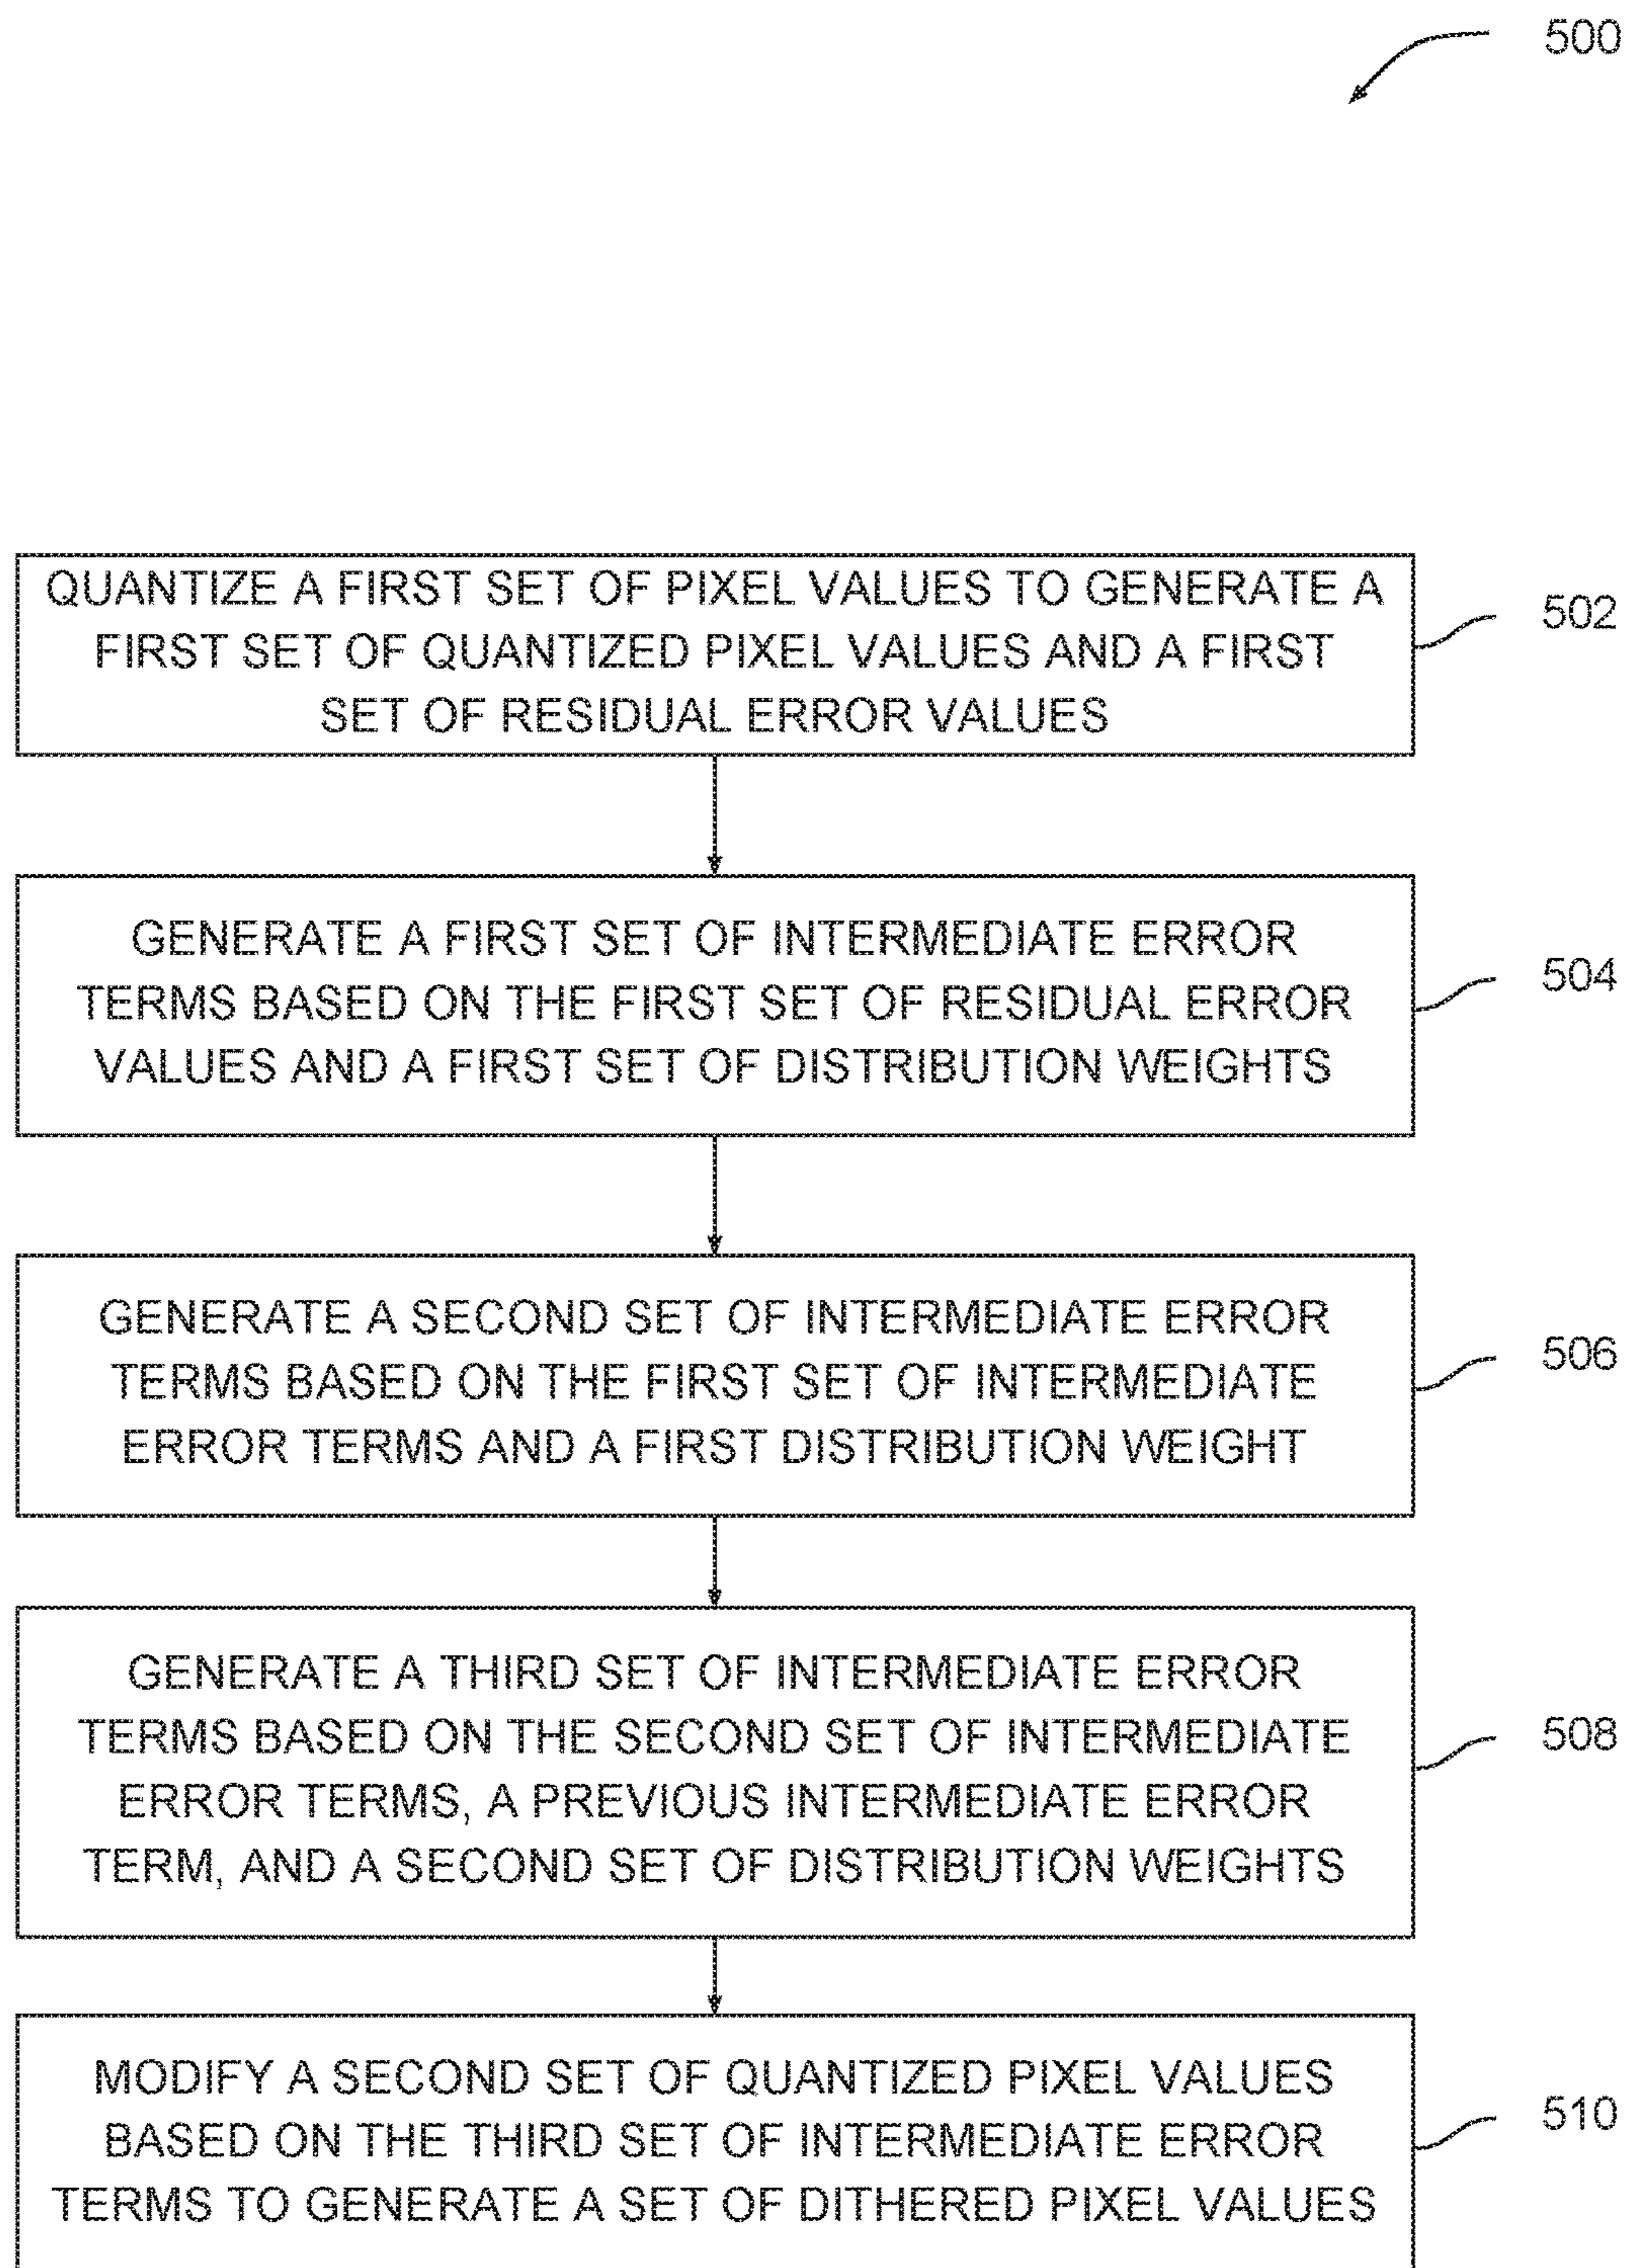 500
QUANTIZE A FIRST SET OF PIXEL VALUES TO GENERATE A
FIRST SET OF QUANTIZED PIXEL VALUES AND A FIRST
SET OF RESIDUAL ERROR VALUES
502
GENERATE A FIRST SET OF INTERMEDIATE ERROR
TERMS BASED ON THE FIRST SET OF RESIDUAL ERROR
VALUES AND A FIRST SET OF DISTRIBUTION WEIGHTS
504
GENERATE A SECOND SET OF INTERMEDIATE ERROR
TERMS BASED ON THE FIRST SET OF INTERMEDIATE
ERROR TERMS AND A FIRST DISTRIBUTION WEIGHT
506
GENERATE A THIRD SET OF INTERMEDIATE ERROR
TERMS BASED ON THE SECOND SET OF INTERMEDIATE
ERROR TERMS, A PREVIOUS INTERMEDIATE ERROR
TERM, AND A SECOND SET OF DISTRIBUTION WEIGHTS
508
MODIFY A SECOND SET OF QUANTIZED PIXEL VALUES
BASED ON THE THIRD SET OF INTERMEDIATE ERROR
TERMS TO GENERATE A SET OF DITHERED PIXEL VALUES
510